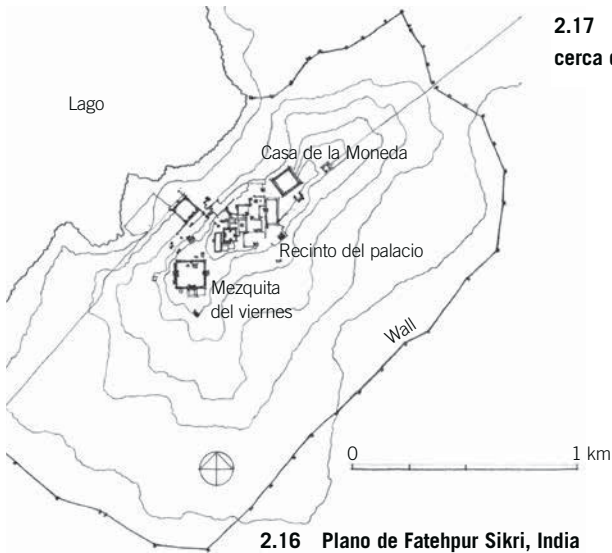 2.17
cerca
Lago
Casa de la Moneda
Recinto del palacio
Mezquita
del viernes
Wall
0 1 km
2.16 Plano de Fatehpur Sikri, India